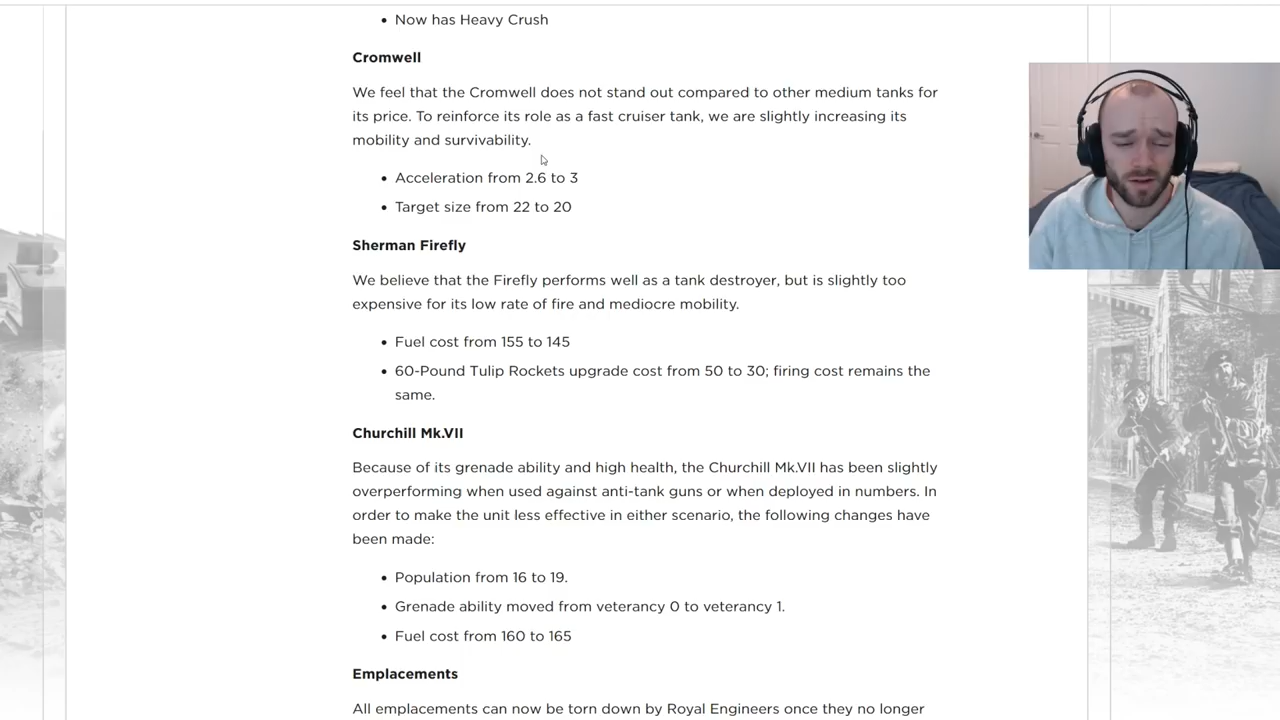 Now has Heavy Crush
Cromwell
We feel that the Cromwell does not stand out compared to other medium tanks for
its price. To reinforce its role as a fast cruiser tank, we are slightly increasing its
mobility and survivability.
Acceleration from 2.6 to 3
Target size from 22 to 20
Sherman Firefly
We believe that the Firefly performs well as a tank destroyer, but is slightly too
expensive for its low rate of fire and mediocre mobility.
Fuel cost from 155 to 145
60-Pound Tulip Rockets upgrade cost from 50 to 30; firing cost remains the
same.
Churchill Mk.VII
Because of its grenade ability and high health, the Churchill Mk.VII has been slightly
overperforming when used against anti-tank guns or when deployed in numbers. In
order to make the unit less effective in either scenario, the following changes have
been made:
Population from 16 to 19.
Grenade ability moved from veterancy 0 to veterancy 1.
Fuel cost from 160 to 165
Emplacements
All emplacements can now be torn down by Royal Engineers once they no longer